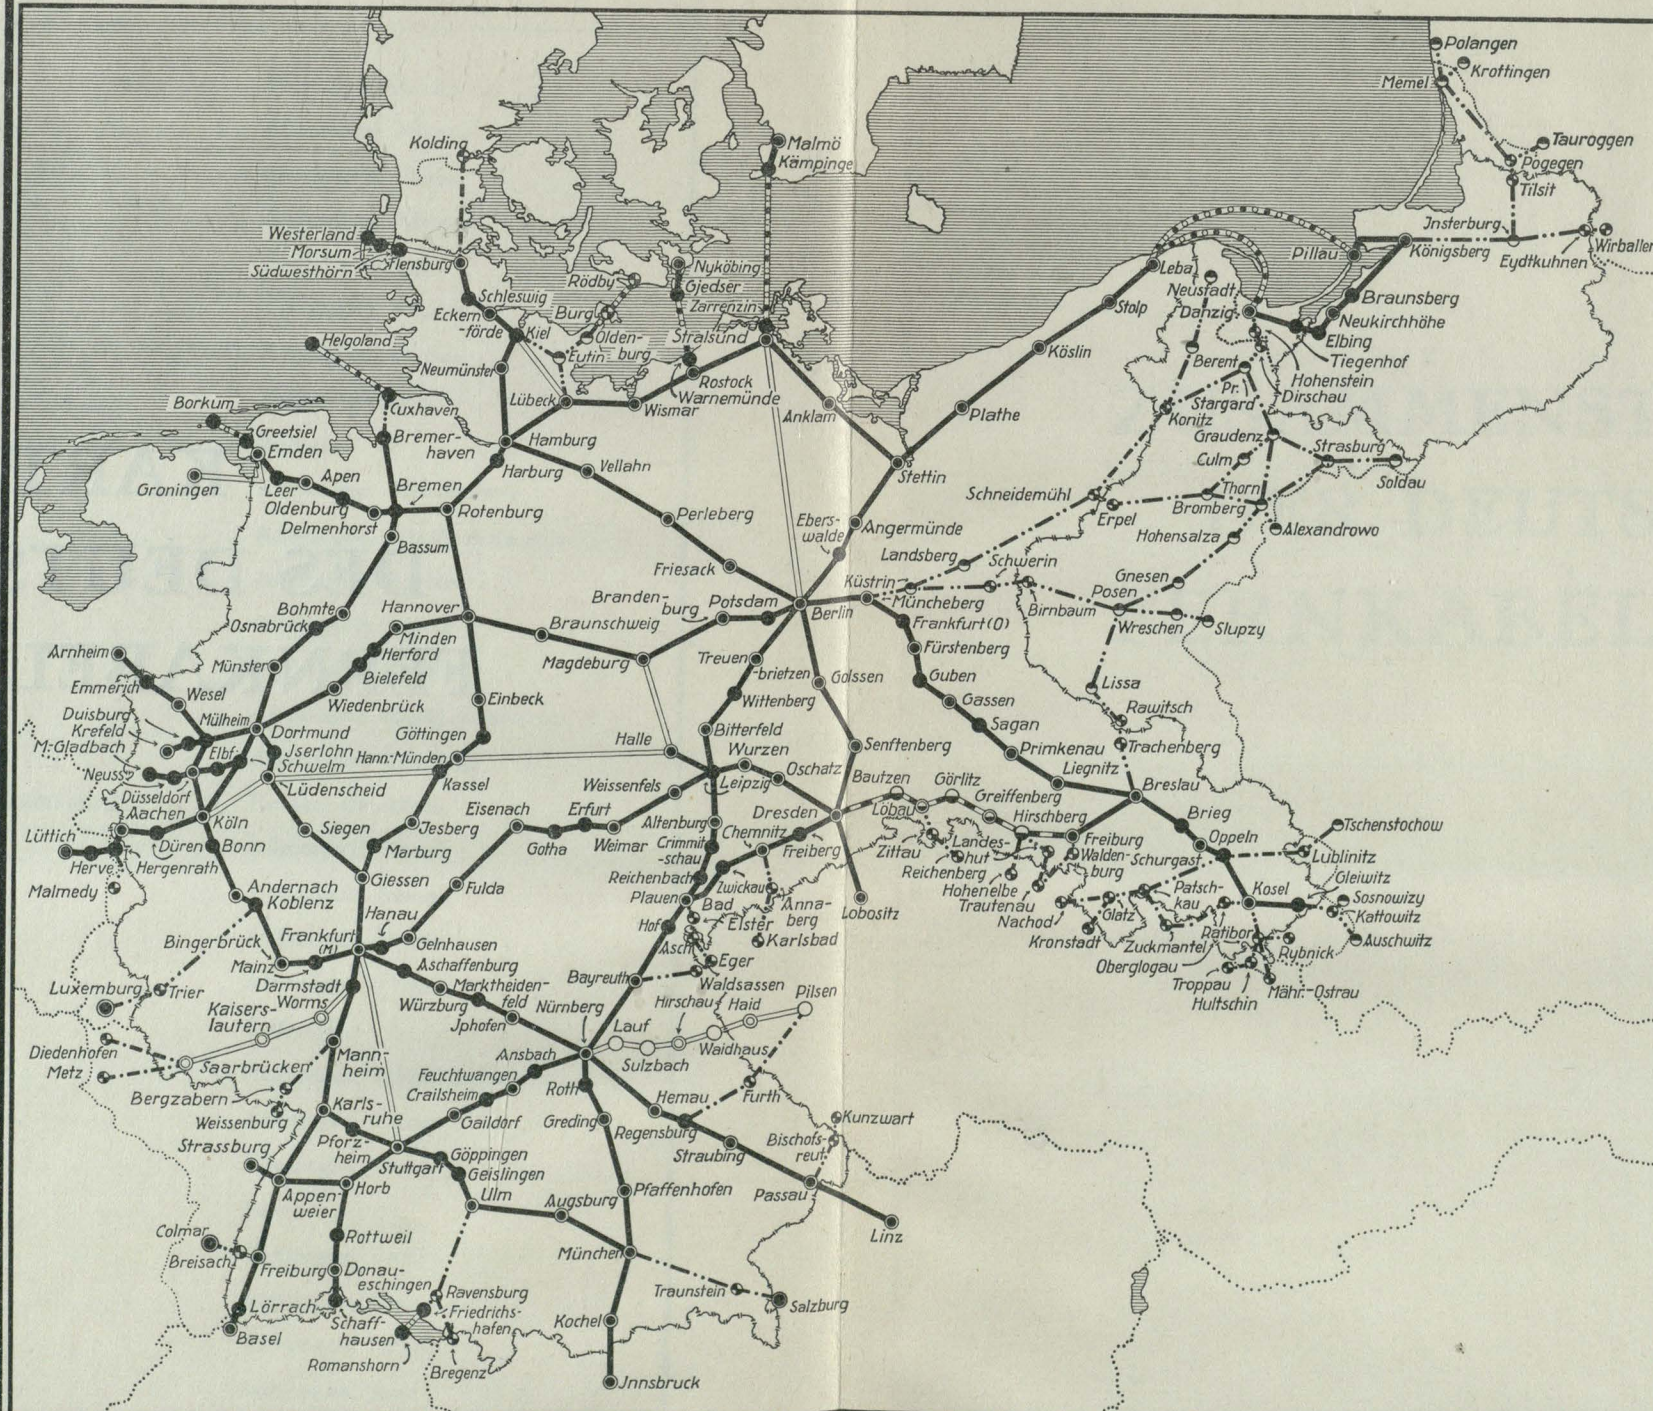 Polangen
Krottingen
Memel
Tauroggen
Pogegen
Tilsit
Jnsterburg
Wirballen
Eydtkuhnen
Königsberg
Pillau
Braunsberg
Neukirchhöhe
Elbing
Tiegenhof
Hohenstein
Dirschau
Kolding
Malmö
Kämpinge
Westerland
Morsum
Südwesthörn
Flensburg
Schleswig
Eckern
-förde
Kiel
Rödby
Burg
Olden-
burg
Eutin
Nyköbing
Gjedser
Zarrenzin
Stralsund
Rostock
Warnemünde
Helgoland
Neumünster
Lübeck
Wismar
Anklam
Leba
Stolp
Köslin
Plathe
Stettin
Neustadt
Danzig
Berent
Pr.
Stargard
Konitz
Graudenz
Strasburg
Culm
Soldau
Thorn
Bromberg
Alexandrowo
Hohensalza
Schneidemühl
Erpel
Borkum
Greetsiel
Emden
Groningen
Leer
Apen
Oldenburg
Delmenhorst
Cuxhaven
Bremer-
haven
Bremen
Hamburg
Harburg
Vellahn
Rotenburg
Bassum
Perleberg
Friesack
Ebers-
walde
Angermünde
Landsberg
Schwerin
Küstrin
Müncheberg
Birnbaum
Gnesen
Posen
Wreschen
Slupzy
Lissa
Rawitsch
Trachenberg
Bohmte
Osnabrück
Hannover
Minden
Herford
Bielefeld
Wiedenbrück
Münster
Braunschweig
Magdeburg
Branden-
burg
Potsdam
Berlin
Frankfurt (O)
Fürstenberg
Guben
Gassen
Sagan
Primkenau
Liegnitz
Breslau
Brieg
Oppeln
Arnheim
Emmerich
Wesel
Duisburg
Krefeld
M.-Gladbach
Mülheim
Dortmund
Jserlohn
Elbf.
Schwelm
Neuss
Düsseldorf
Lüdenscheid
Einbeck
Göttingen
Hann.-Münden
Kassel
Halle
Treuen
-brietzen
Wittenberg
Bitterfeld
Wurzen
Oschatz
Leipzig
Golssen
Senftenberg
Bautzen
Löbau
Görlitz
Greiffenberg
Hirschberg
Freiburg
Walden-
burg
Landes-
hut
Zittau
Reichenberg
Hohenelbe
Trautenau
Nachod
Glatz
Kronstadt
Patsch-
kau
Zuckmantel
Schurgast
Oberglogau
Kosel
Ratibor
Rybnick
Troppau
Hultschin
Mähr.-Ostrau
Tschenstochow
Lublinitz
Gleiwitz
Sosnowizy
Kattowitz
Auschwitz
Aachen
Lüttich
Herve
Malmedy
Düren
Hergenrath
Köln
Bonn
Siegen
Jesberg
Marburg
Giessen
Eisenach
Gotha
Erfurt
Weimar
Weissenfels
Altenburg
Crimmit
-schau
Chemnitz
Freiberg
Dresden
Lobositz
Reichenbach
Zwickau
Plauen
Bad
Elster
Anna-
berg
Karlsbad
Hof
Asch
Eger
Waldsassen
Bayreuth
Fulda
Andernach
Koblenz
Bingerbrück
Mainz
Hanau
Frankfurt
(M)
Gelnhausen
Aschaffenburg
Darmstadt
Worms
Marktheiden-
feld
Würzburg
Jphofen
Nürnberg
Hirschau
Haid
Pilsen
Lauf
Sulzbach
Waidhaus
Luxemburg
Trier
Kaisers-
lautern
Diedenhofen
Metz
Saarbrücken
Bergzabern
Weissenburg
Mann-
heim
Karls-
ruhe
Pforz-
heim
Strassburg
Appen-
weier
Horb
Stuttgart
Göppingen
Geislingen
Ulm
Augsburg
Ansbach
Feuchtwangen
Crailsheim
Gaildorf
Roth
Greding
Hemau
Regensburg
Straubing
Furth
Kunzwart
Bischofs-
reut
Passau
Linz
Pfaffenhofen
München
Traunstein
Salzburg
Kochel
Jnnsbruck
Colmar
Breisach
Freiburg
Rottweil
Donau-
eschingen
Lörrach
Basel
Schaff-
hausen
Romanshorn
Ravensburg
Friedrichs-
hafen
Bregenz